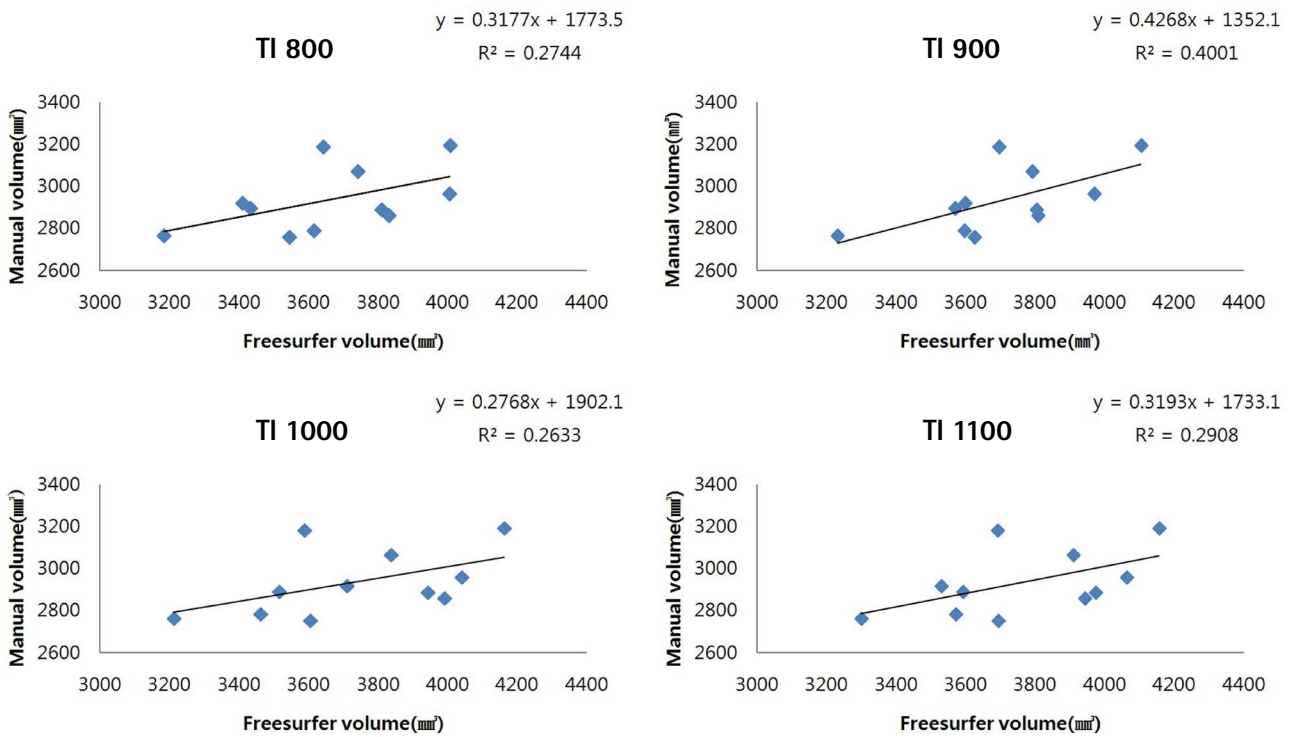 y = 0.3177x + 1773.5
TI 800
R² = 0.2744
Manual volume(㎣)
3400
3200
3000
2800
2600
3000 3200 3400 3600 3800 4000 4200 4400
Freesurfer volume(㎣)
y = 0.4268x + 1352.1
TI 900
R² = 0.4001
Manual volume(㎣)
3400
3200
3000
2800
2600
3000 3200 3400 3600 3800 4000 4200 4400
Freesurfer volume(㎣)
y = 0.2768x + 1902.1
TI 1000
R² = 0.2633
Manual volume(㎣)
3400
3200
3000
2800
2600
3000 3200 3400 3600 3800 4000 4200 4400
Freesurfer volume(㎣)
y = 0.3193x + 1733.1
TI 1100
R² = 0.2908
Manual volume(㎣)
3400
3200
3000
2800
2600
3000 3200 3400 3600 3800 4000 4200 4400
Freesurfer volume(㎣)